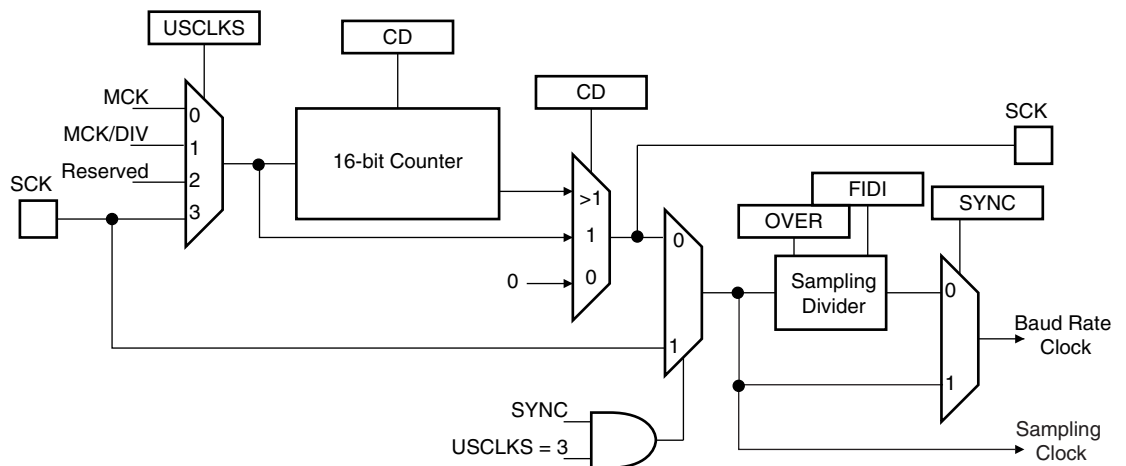 USCLKS
CD
CD
MCK
0
MCK/DIV
1
Reserved
2
SCK
3
16-bit Counter
>1
1
0
0
SCK
FIDI
OVER
SYNC
0
1
Sampling
Divider
0
1
Baud Rate
Clock
SYNC
USCLKS = 3
Sampling
Clock